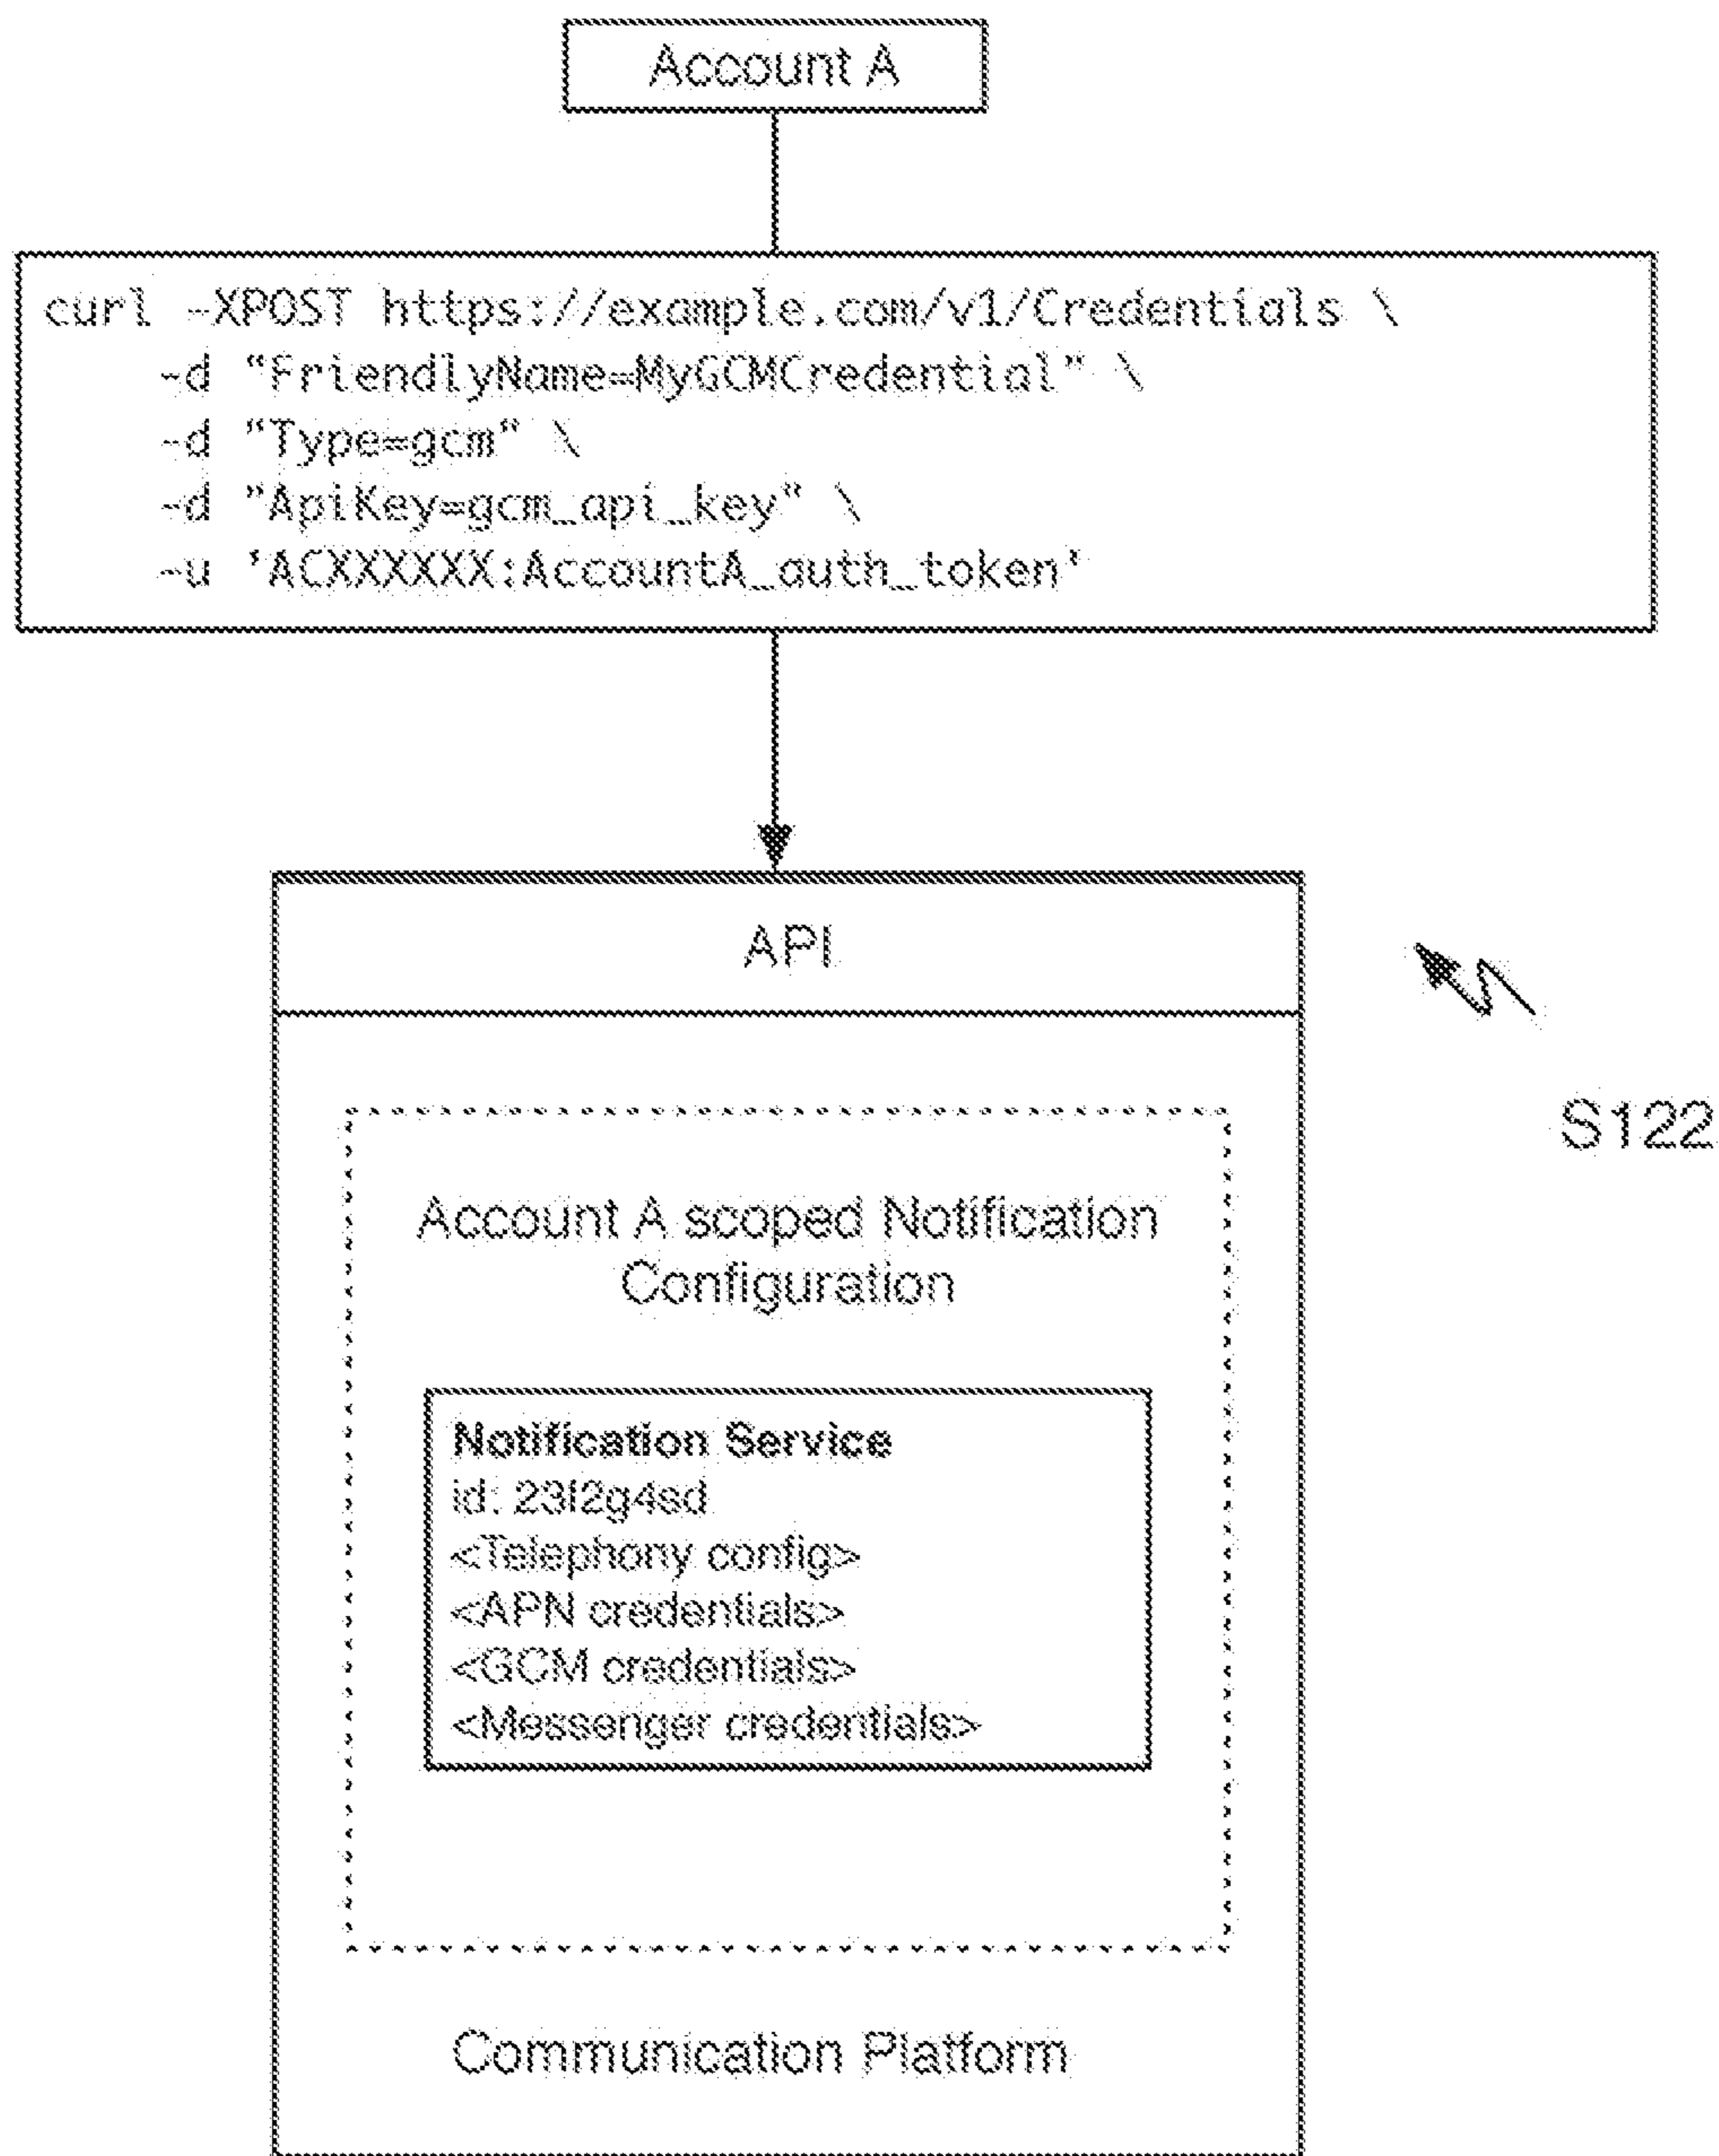 Account A
curl -XPOST https://example.com/v1/Credentials \
-d "FriendlyName=MyGCMCredential" \
-d "Type=gcm" \
-d "ApiKey=gcm_api_key" \
-u 'ACXXXXXX:AccountA_auth_token'
API
S122
Account A scoped Notification
Configuration
Notification Service
id: 23f2g4sd
<Telephony config>
<APN credentials>
<GCM credentials>
<Messenger credentials>
Communication Platform